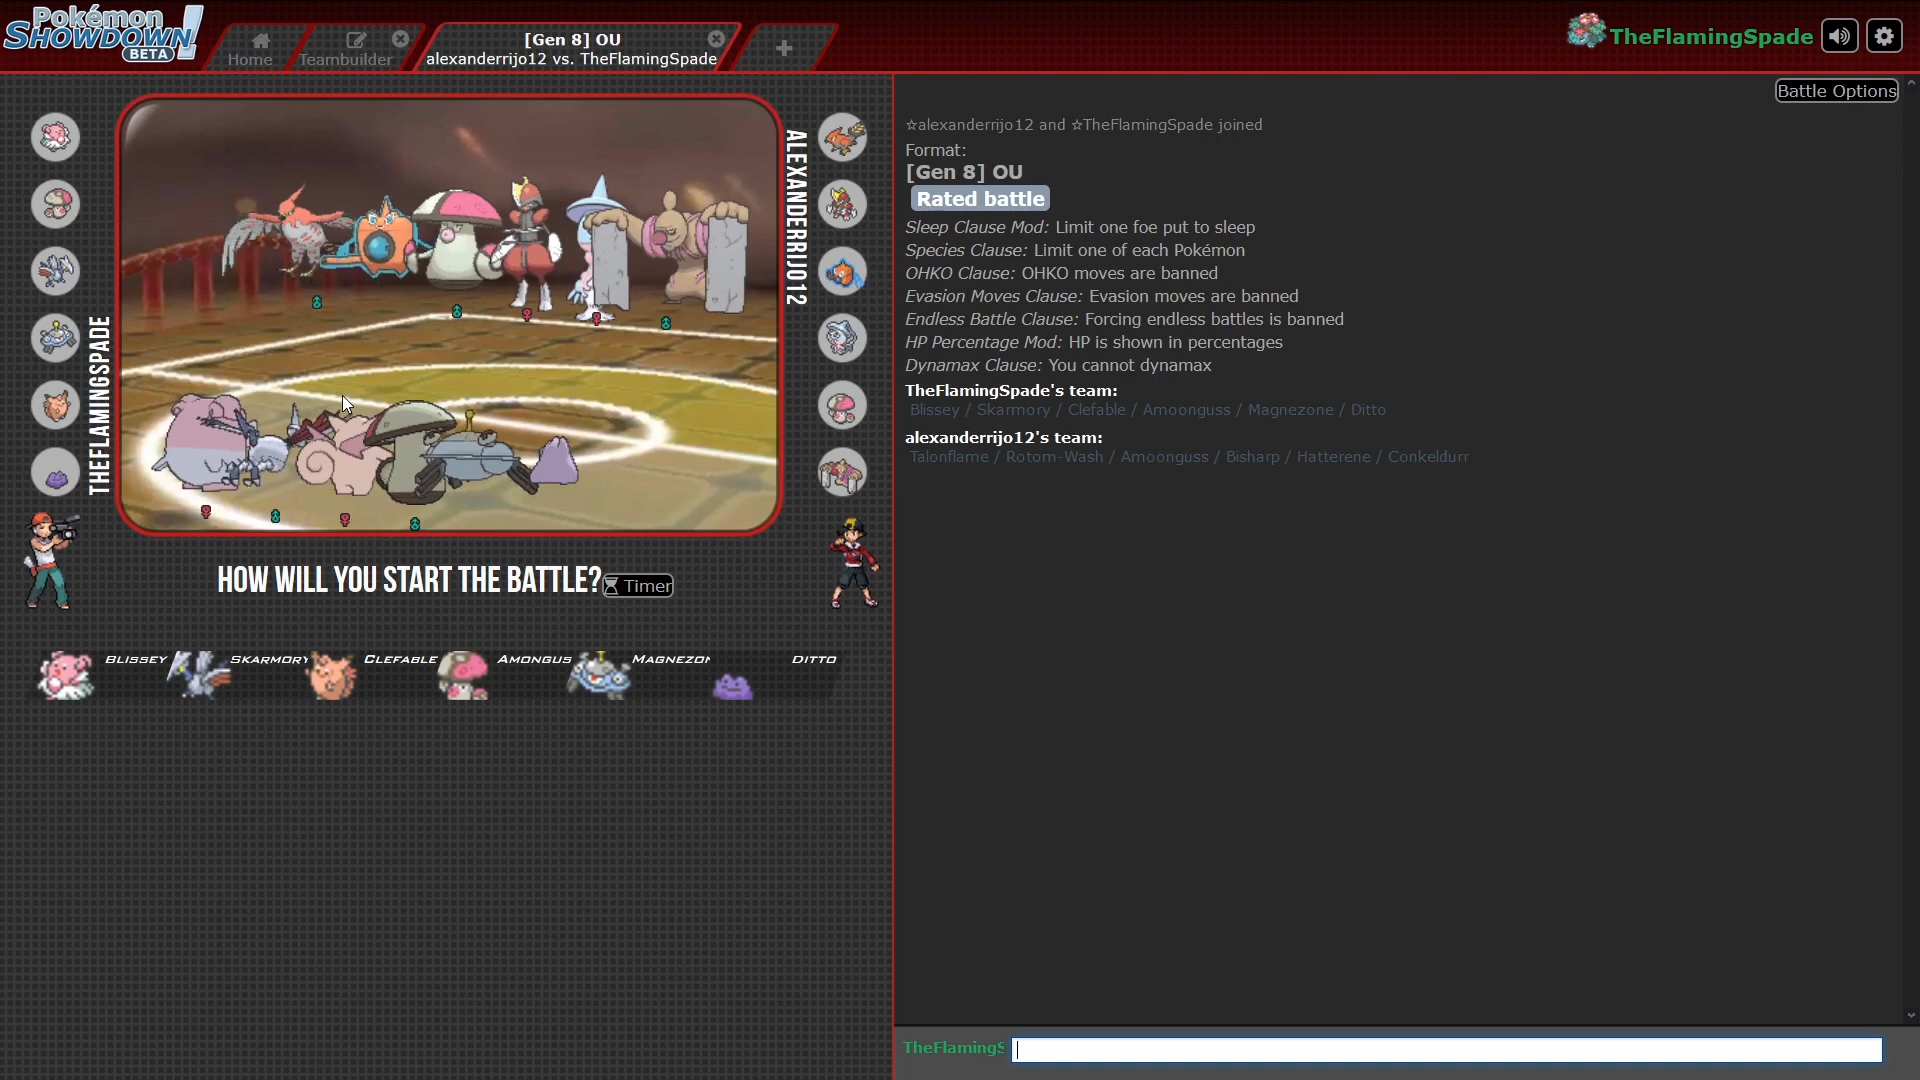 Pokémon
SHOWDOWN!
BETA
Home
Teambuilder
[Gen 8] OU
alexanderrijo12 vs. TheFlamingSpade
TheFlamingSpade
Battle Options
THEFLAMINGSPADE
ALEXANDERRIJO12
HOW WILL YOU START THE BATTLE?
Timer
BLISSEY
SKARMORY
CLEFABLE
AMONGUS
MAGNEZON
DITTO
☆alexanderrijo12 and ☆TheFlamingSpade joined
Format:
[Gen 8] OU
Rated battle
Sleep Clause Mod: Limit one foe put to sleep
Species Clause: Limit one of each Pokémon
OHKO Clause: OHKO moves are banned
Evasion Moves Clause: Evasion moves are banned
Endless Battle Clause: Forcing endless battles is banned
HP Percentage Mod: HP is shown in percentages
Dynamax Clause: You cannot dynamax
TheFlamingSpade's team:
Blissey / Skarmory / Clefable / Amoonguss / Magnezone / Ditto
alexanderrijo12's team:
Talonflame / Rotom-Wash / Amoonguss / Bisharp / Hatterene / Conkeldurr
TheFlamingS